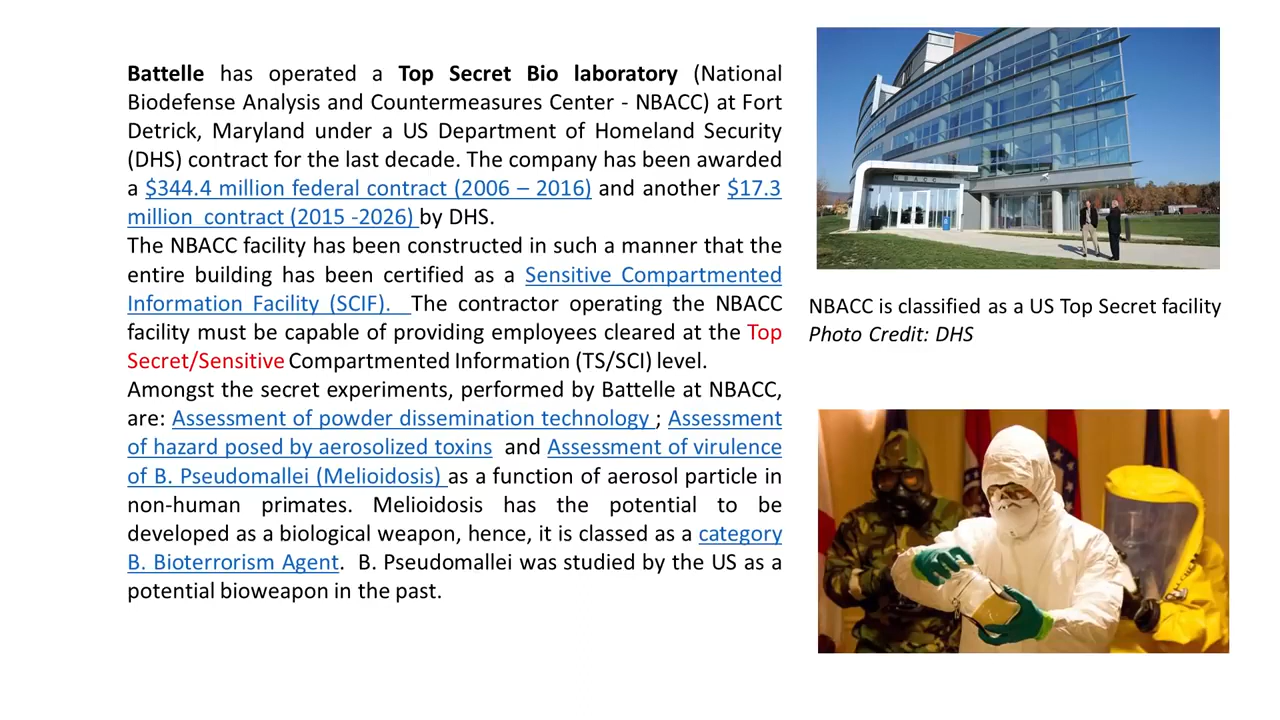 Battelle has operated a Top Secret Bio laboratory (National
Biodefense Analysis and Countermeasures Center - NBACC) at Fort
Detrick, Maryland under a US Department of Homeland Security
(DHS) contract for the last decade. The company has been awarded
a $344.4 million federal contract (2006 – 2016) and another $17.3
million contract (2015 -2026) by DHS.
The NBACC facility has been constructed in such a manner that the
entire building has been certified as a Sensitive Compartmented
Information Facility (SCIF). The contractor operating the NBACC
facility must be capable of providing employees cleared at the Top
Secret/Sensitive Compartmented Information (TS/SCI) level.
Amongst the secret experiments, performed by Battelle at NBACC,
are: Assessment of powder dissemination technology ; Assessment
of hazard posed by aerosolized toxins and Assessment of virulence
of B. Pseudomallei (Melioidosis) as a function of aerosol particle in
non-human primates. Melioidosis has the potential to be
developed as a biological weapon, hence, it is classed as a category
B. Bioterrorism Agent. B. Pseudomallei was studied by the US as a
potential bioweapon in the past.
NBACC
NBACC is classified as a US Top Secret facility
Photo Credit: DHS